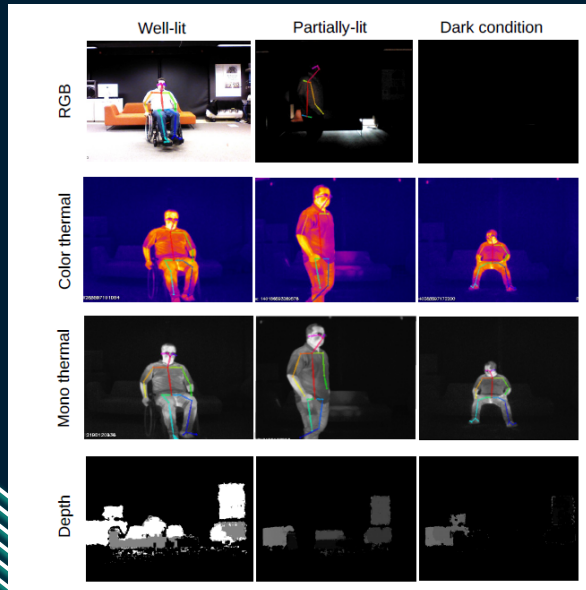 Well-lit Partially-lit Dark condition
RGB
Color thermal
Mono thermal
Depth